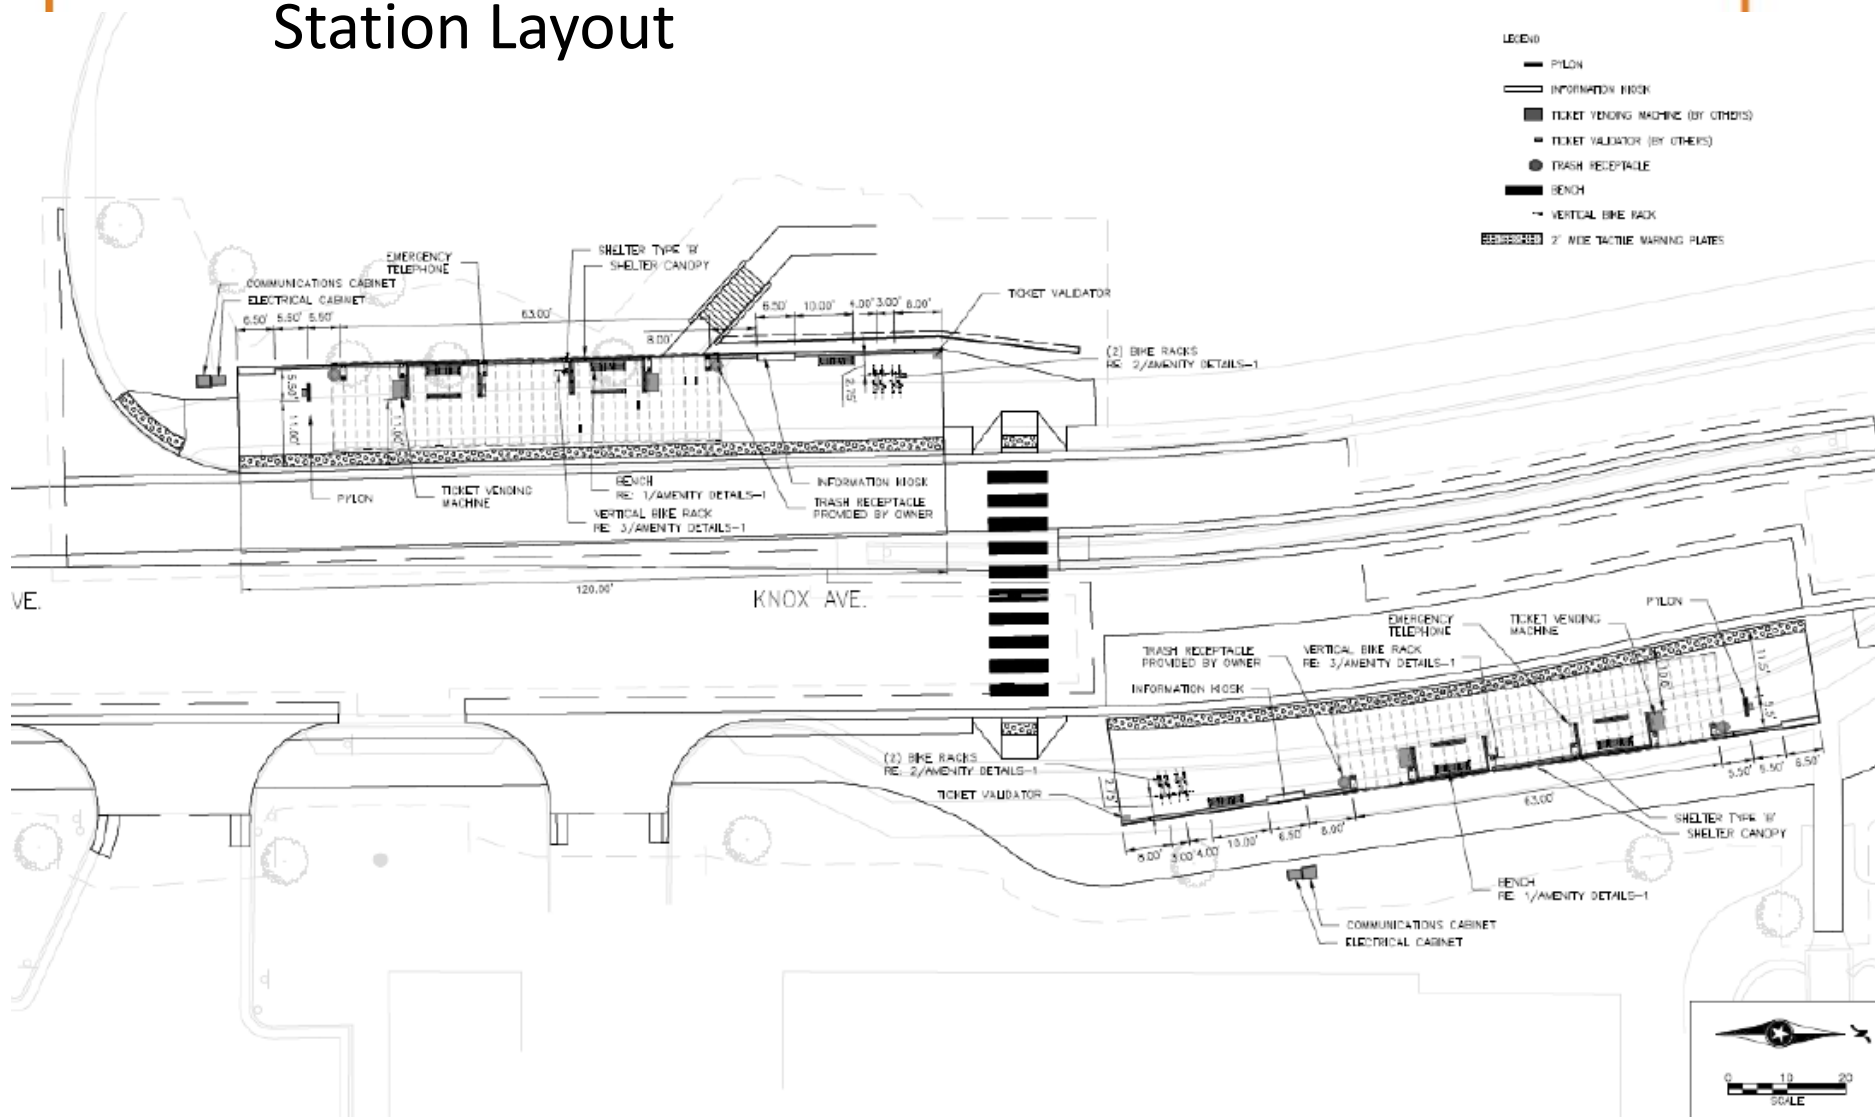 Station Layout
LEGEND
PYLON
INFORMATION KIOSK
TICKET VENDING MACHINE (BY OTHERS)
TICKET VALIDATOR (BY OTHERS)
TRASH RECEPTACLE
BENCH
VERTICAL BIKE RACK
2' WIDE TACTILE WARNING PLATES
EMERGENCY
TELEPHONE
SHELTER TYPE 'B'
SHELTER CANOPY
COMMUNICATIONS CABINET
ELECTRICAL CABINET
TICKET VALIDATOR
6.50' 5.50' 5.50'
63.00'
8.00'
6.50' 10.00' 4.00' 3.00' 8.00'
(2) BIKE RACKS
RE: 2/AMENITY DETAILS-1
5.50'
11.00'
11.00'
2.75'
PYLON
TICKET VENDING
MACHINE
BENCH
RE: 1/AMENITY DETAILS-1
VERTICAL BIKE RACK
RE: 3/AMENITY DETAILS-1
INFORMATION KIOSK
TRASH RECEPTACLE
PROVIDED BY OWNER
120.00'
VE.
KNOX AVE.
PYLON
EMERGENCY
TELEPHONE
TICKET VENDING
MACHINE
TRASH RECEPTACLE
PROVIDED BY OWNER
VERTICAL BIKE RACK
RE: 3/AMENITY DETAILS-1
INFORMATION KIOSK
11.5'
5.5'
(2) BIKE RACKS
RE: 2/AMENITY DETAILS-1
TICKET VALIDATOR
2.75'
8.00' 3.00' 4.00' 10.00' 6.50' 8.00'
63.00'
5.50' 5.50' 6.50'
SHELTER TYPE 'B'
SHELTER CANOPY
BENCH
RE: 1/AMENITY DETAILS-1
COMMUNICATIONS CABINET
ELECTRICAL CABINET
0 10 20
SCALE